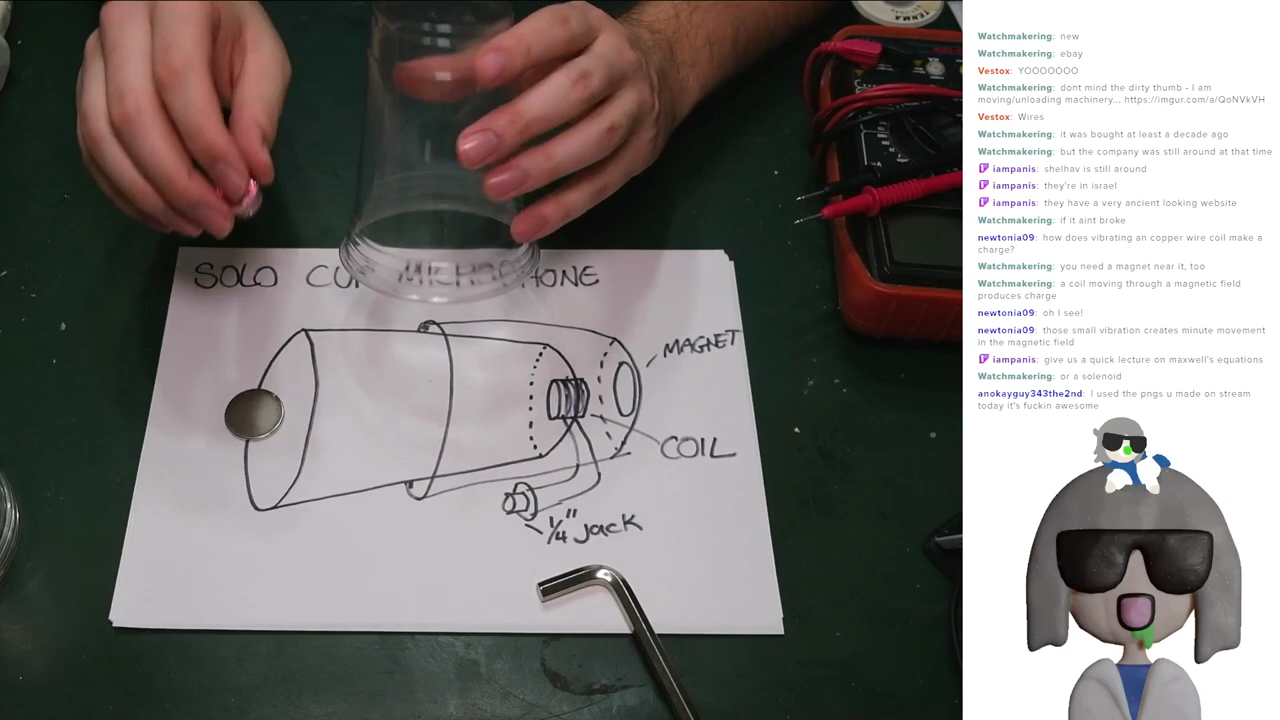 TENMA
SOLO CUP MICROPHONE
MAGNET
COIL
1/4" Jack
Watchmakering: new
Watchmakering: ebay
Vestox: YOOOOOOO
Watchmakering: dont mind the dirty thumb - I am
moving/unloading machinery... https://imgur.com/a/QoNVkVH
Vestox: Wires
Watchmakering: it was bought at least a decade ago
Watchmakering: but the company was still around at that time
iampanis: shelhav is still around
iampanis: they're in israel
iampanis: they have a very ancient looking website
Watchmakering: if it aint broke
newtonia09: how does vibrating an copper wire coil make a
charge?
Watchmakering: you need a magnet near it, too
Watchmakering: a coil moving through a magnetic field
produces charge
newtonia09: oh I see!
newtonia09: those small vibration creates minute movement
in the magnetic field
iampanis: give us a quick lecture on maxwell's equations
Watchmakering: or a solenoid
anokayguy343the2nd: I used the pngs u made on stream
today it's fuckin awesome